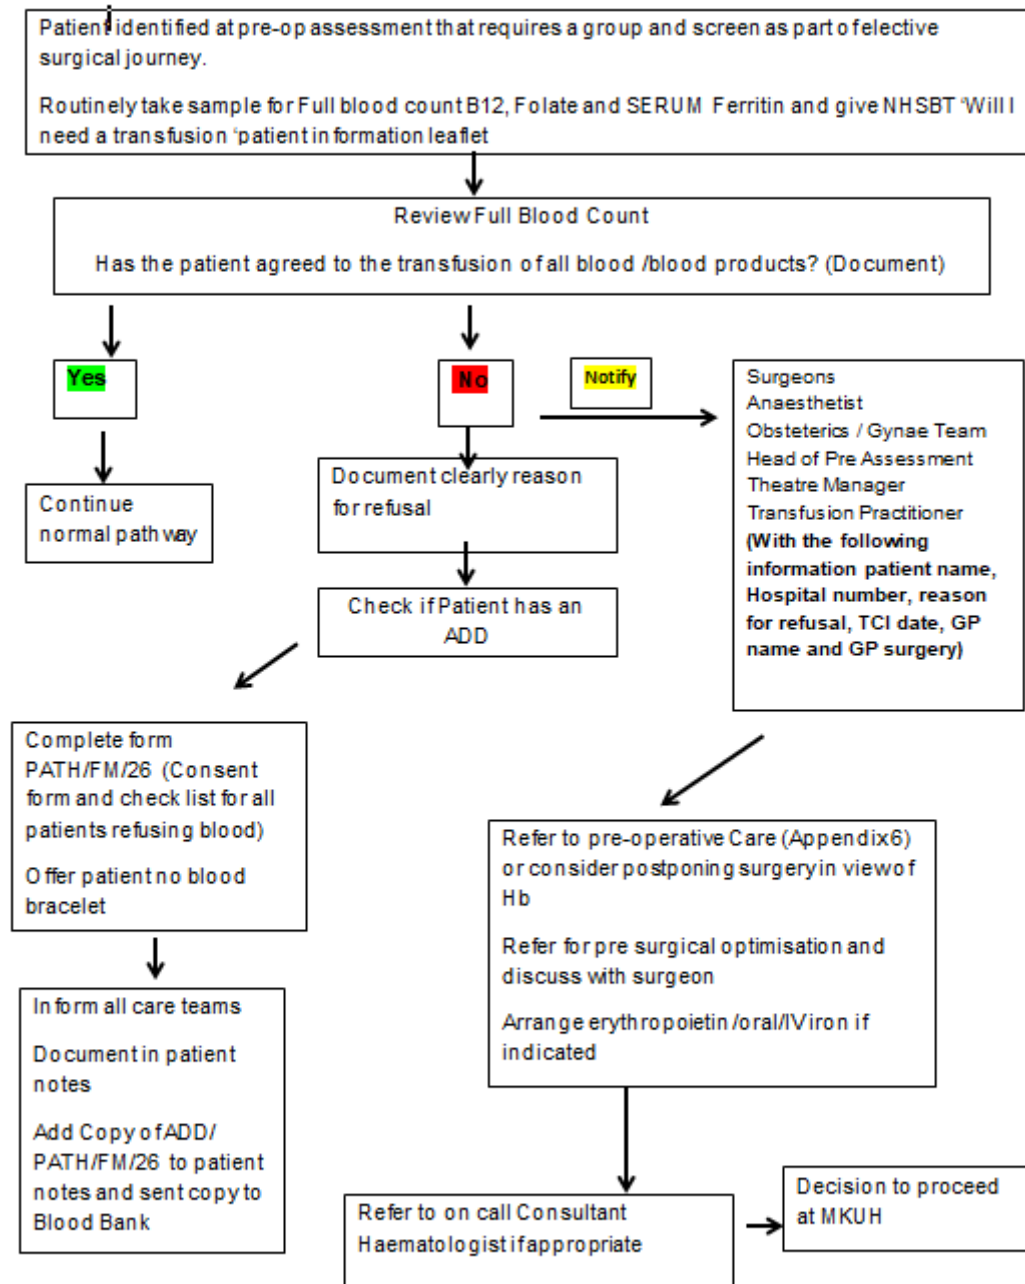 Patient identified at pre-op assessment that requires a group and screen as part of elective
surgical journey.
Routinely take sample for Full blood count B12, Folate and SERUM Ferritin and give NHSBT ‘Will I
need a transfusion ‘patient information leaflet
Review Full Blood Count
Has the patient agreed to the transfusion of all blood /blood products? (Document)
Yes
No
Notify
Surgeons
Anaesthetist
Obsteterics / Gynae Team
Head of Pre Assessment
Theatre Manager
Transfusion Practitioner
(With the following
information patient name,
Hospital number, reason
for refusal, TCI date, GP
name and GP surgery)
Continue
normal pathway
Document clearly reason
for refusal
Check if Patient has an
ADD
Complete form
PATH/FM/26 (Consent
form and check list for all
patients refusing blood)
Offer patient no blood
bracelet
Refer to pre-operative Care (Appendix 6)
or consider postponing surgery in view of
Hb
Refer for pre surgical optimisation and
discuss with surgeon
Arrange erythropoietin /oral/IV iron if
indicated
Inform all care teams
Document in patient
notes
Add Copy of ADD/
PATH/FM/26 to patient
notes and sent copy to
Blood Bank
Refer to on call Consultant
Haematologist if appropriate
Decision to proceed
at MKUH